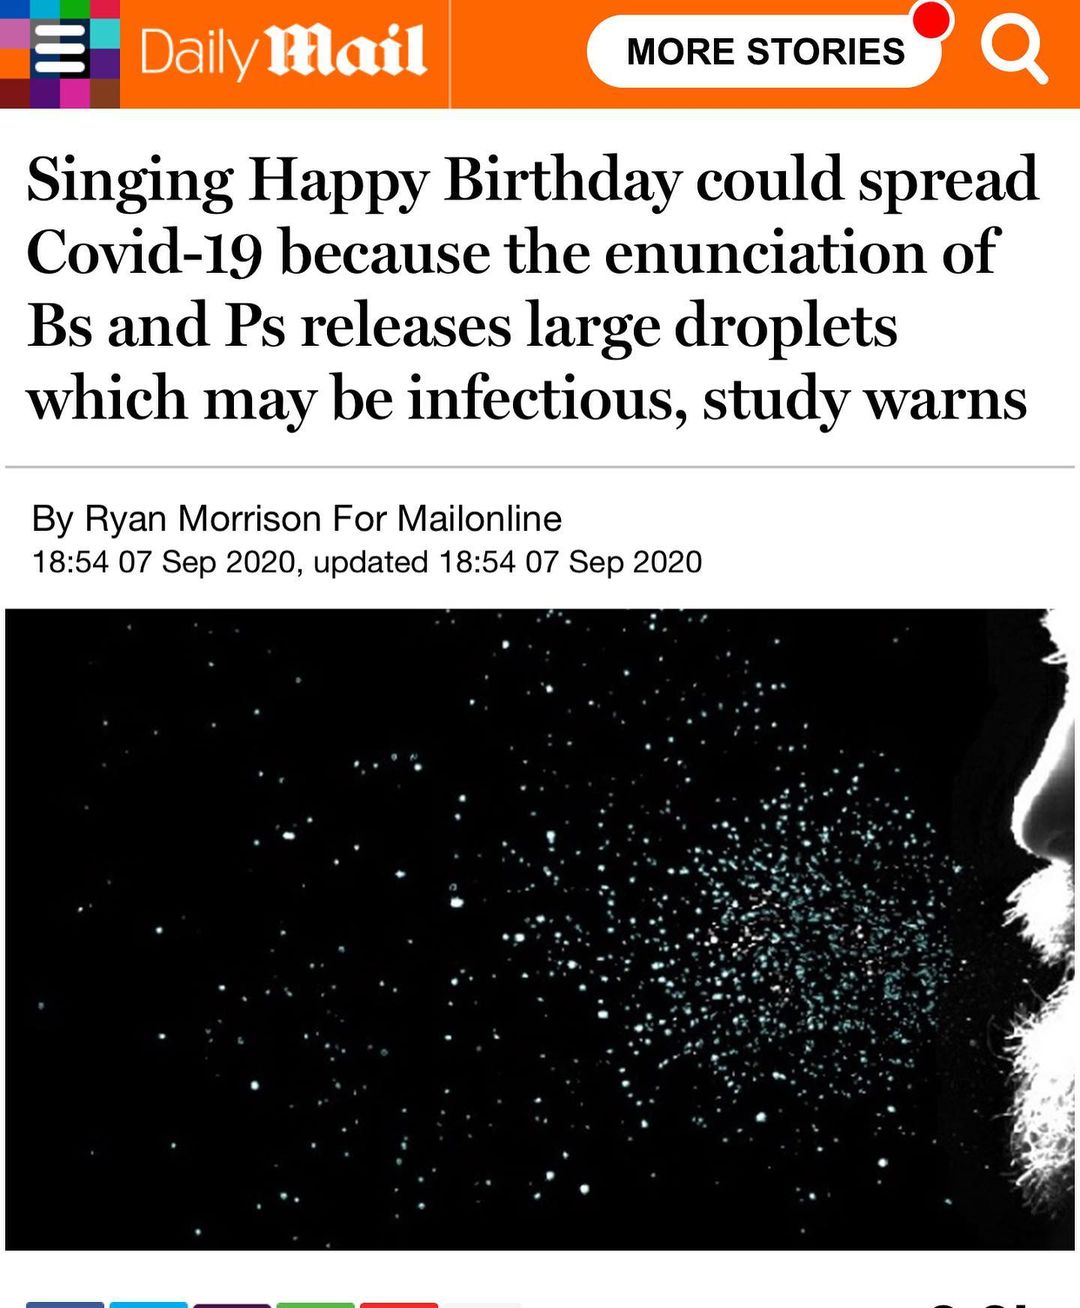 Daily Mail
MORE STORIES
Singing Happy Birthday could spread
Covid-19 because the enunciation of
Bs and Ps releases large droplets
which may be infectious, study warns
By Ryan Morrison For Mailonline
18:54 07 Sep 2020, updated 18:54 07 Sep 2020